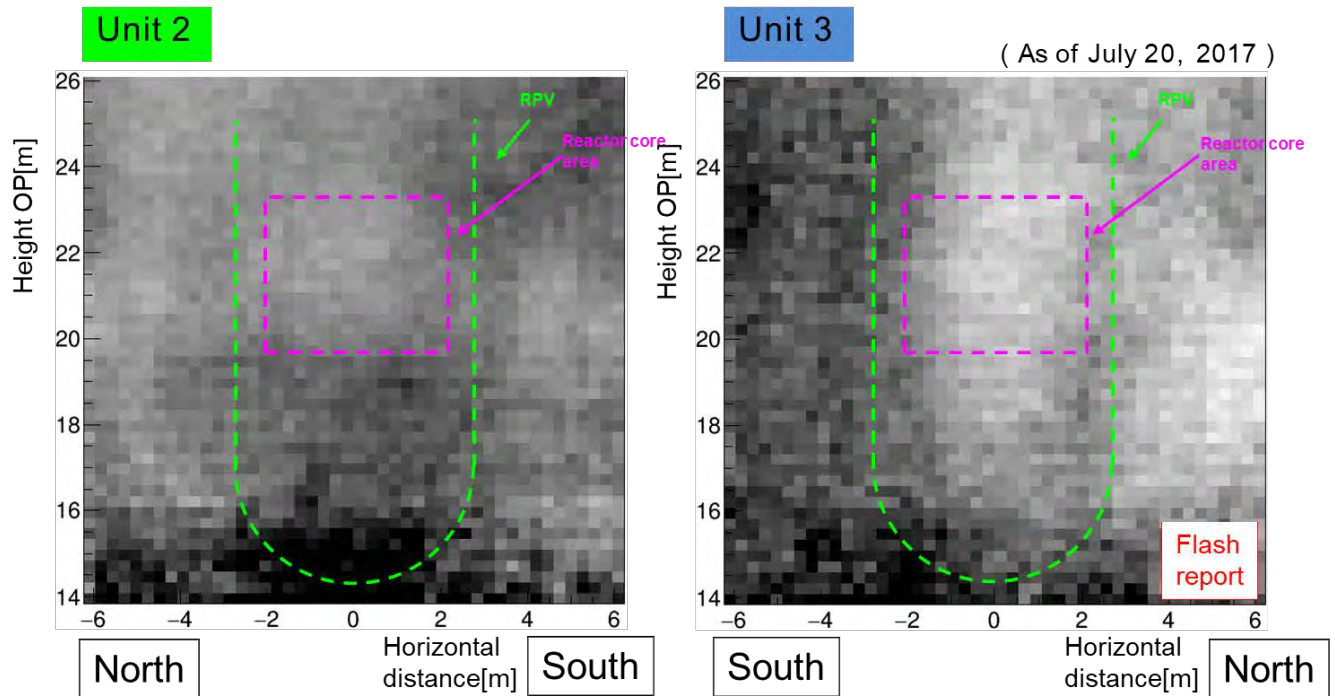 Unit 2
Unit 3
( As of July 20, 2017 )
Height OP[m]
26
24
22
20
18
16
14
RPV
Reactor core
area
−6
−4
−2
0
2
4
6
North
Horizontal
distance[m]
South
Height OP[m]
26
24
22
20
18
16
14
RPV
Reactor core
area
Flash
report
−6
−4
−2
0
2
4
6
South
Horizontal
distance[m]
North